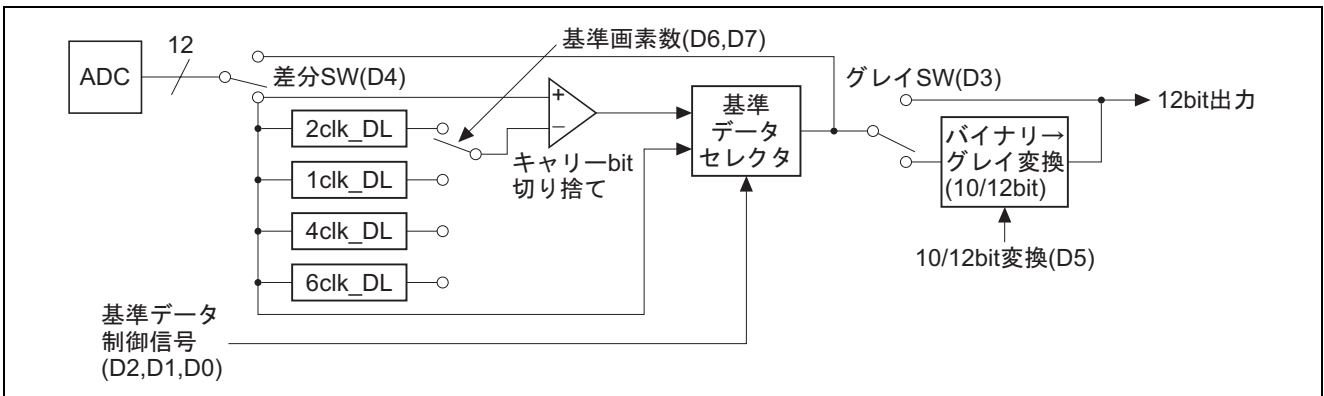 12
ADC
差分SW(D4)
基準画素数(D6,D7)
グレイSW(D3)
12bit出力
2clk_DL
1clk_DL
4clk_DL
6clk_DL
+
−
キャリーbit
切り捨て
基準
データ
セレクタ
バイナリ→
グレイ変換
(10/12bit)
10/12bit変換(D5)
基準データ
制御信号
(D2,D1,D0)